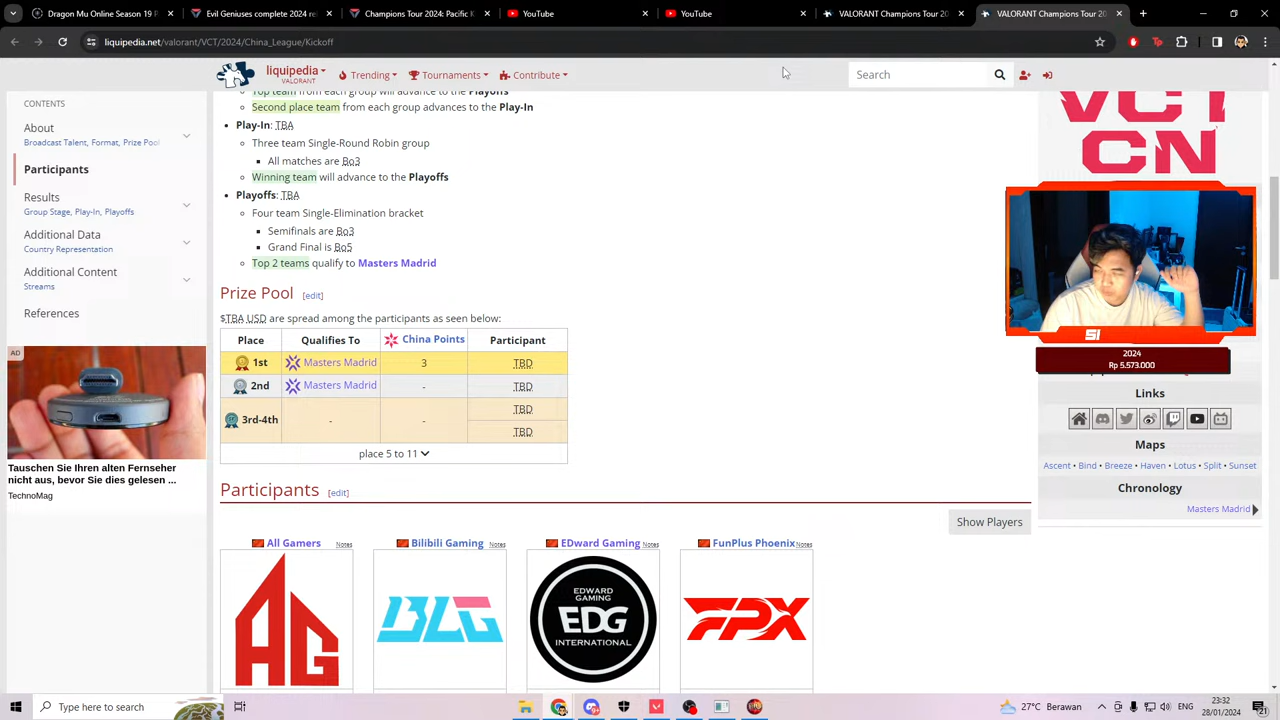 Dragon Mu Online Season 19
Evil Geniuses complete 2024 re
Champions Tour 2024: Pacific K
YouTube
YouTube
VALORANT Champions Tour 20
VALORANT Champions Tour 20
liquipedia.net/valorant/VCT/2024/China_League/Kickoff
liquipedia
VALORANT
Trending
Tournaments
Contribute
Search
CONTENTS
About
Broadcast Talent, Format, Prize Pool
Participants
Results
Group Stage, Play-In, Playoffs
Additional Data
Country Representation
Additional Content
Streams
References
AD
Tauschen Sie Ihren alten Fernseher
nicht aus, bevor Sie dies gelesen ...
TechnoMag
Top team from each group will advance to the Playoffs
Second place team from each group advances to the Play-In
Play-In: TBA
Three team Single-Round Robin group
All matches are Bo3
Winning team will advance to the Playoffs
Playoffs: TBA
Four team Single-Elimination bracket
Semifinals are Bo3
Grand Final is Bo5
Top 2 teams qualify to Masters Madrid
Prize Pool [edit]
$TBA USD are spread among the participants as seen below:
Place Qualifies To China Points Participant
1st Masters Madrid 3 TBD
2nd Masters Madrid - TBD
3rd-4th - - TBD
TBD
place 5 to 11
Participants [edit]
Show Players
All Gamers Notes
Bilibili Gaming Notes
EDward Gaming Notes
FunPlus Phoenix Notes
AG
BLG
EDWARD
GAMING
EDG
INTERNATIONAL
FPX
VCT
CN
SI
2024
Rp 5.573.000
Links
Maps
Ascent • Bind • Breeze • Haven • Lotus • Split • Sunset
Chronology
Masters Madrid
Type here to search
27°C Berawan
ENG
23:32
28/01/2024
21